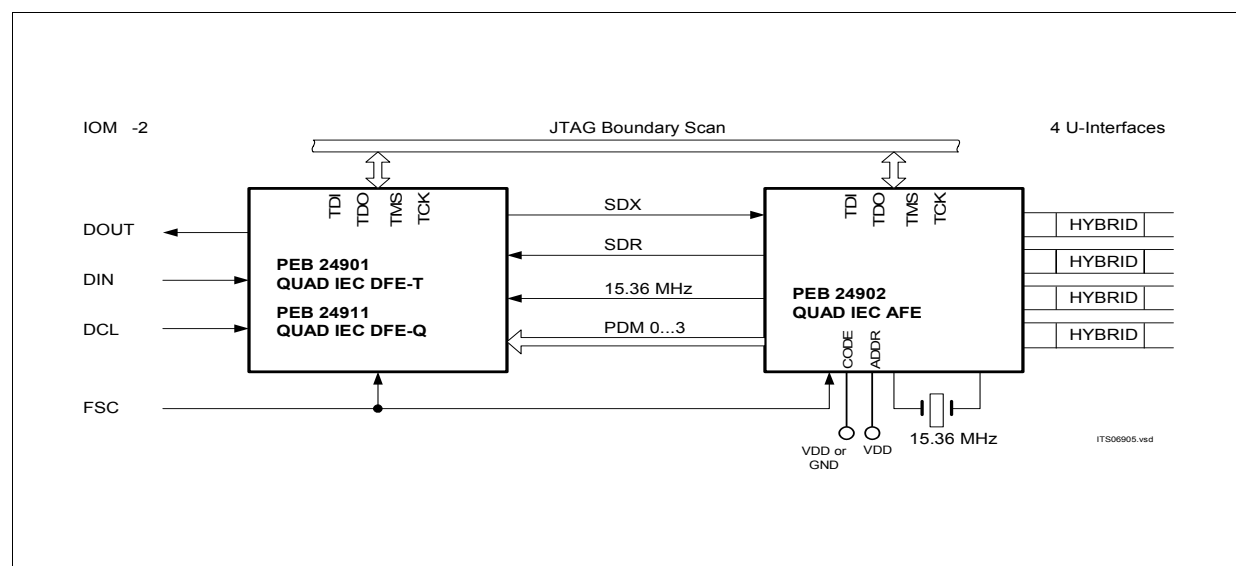 IOM -2
JTAG Boundary Scan
4 U-Interfaces
TDI
TDO
TMS
TCK
TDI
TDO
TMS
TCK
DOUT
DIN
DCL
FSC
PEB 24901
QUAD IEC DFE-T
PEB 24911
QUAD IEC DFE-Q
SDX
SDR
15.36 MHz
PDM 0...3
PEB 24902
QUAD IEC AFE
CODE
ADDR
HYBRID
HYBRID
HYBRID
HYBRID
VDD or
GND
VDD
15.36 MHz
ITS06905.vsd